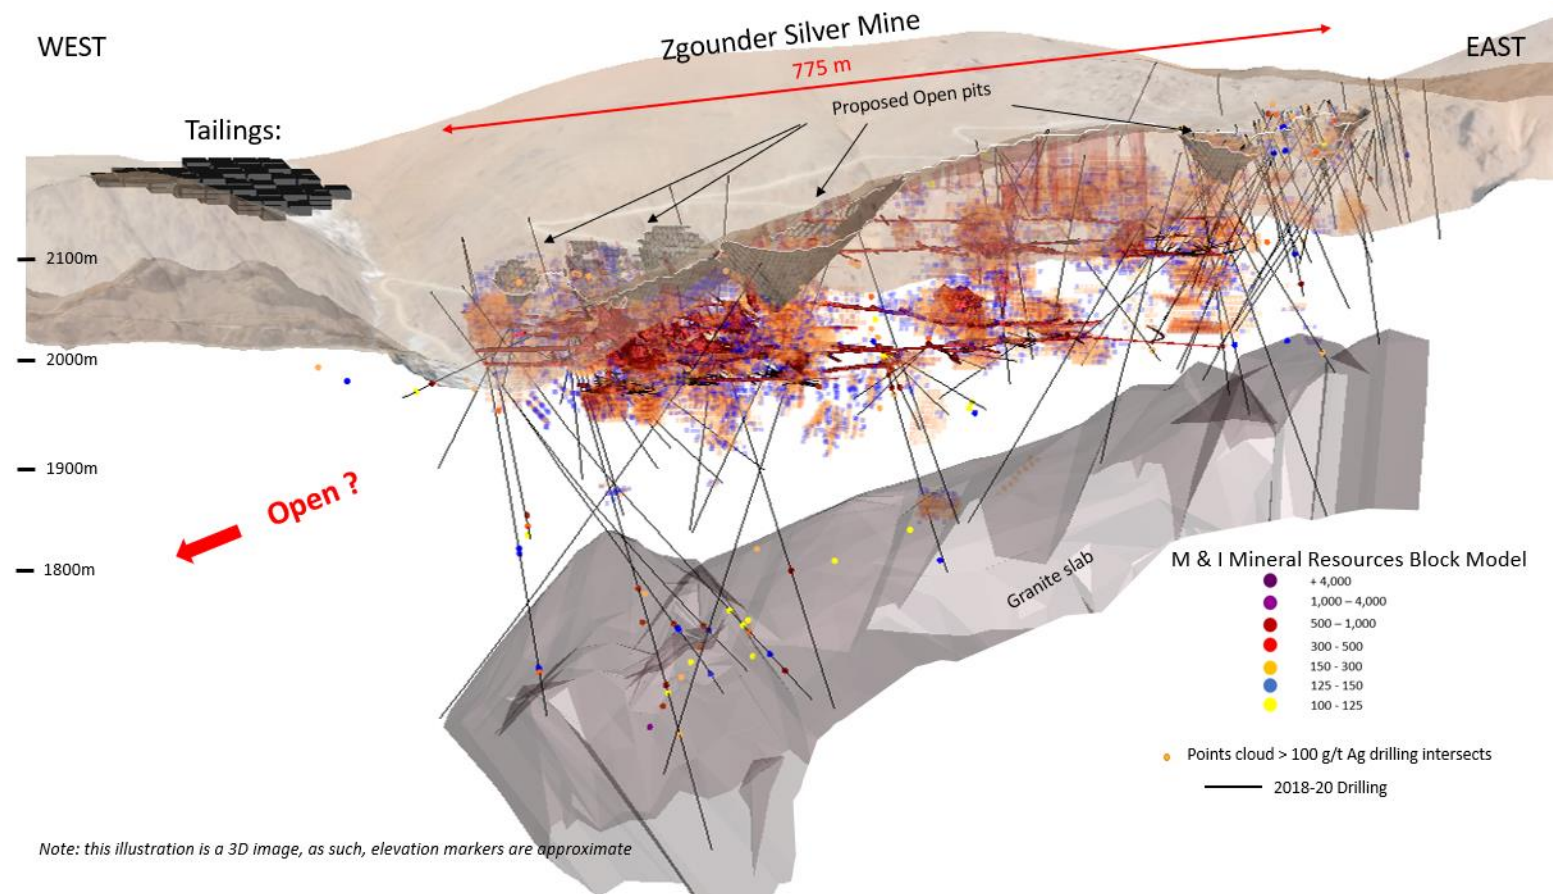 WEST
Zgounder Silver Mine
EAST
775 m
Proposed Open pits
Tailings:
2100m
2000m
1900m
Open ?
1800m
Granite slab
M & I Mineral Resources Block Model
+ 4,000
1,000 – 4,000
500 – 1,000
300 - 500
150 - 300
125 - 150
100 - 125
Points cloud > 100 g/t Ag drilling intersects
2018-20 Drilling
Note: this illustration is a 3D image, as such, elevation markers are approximate